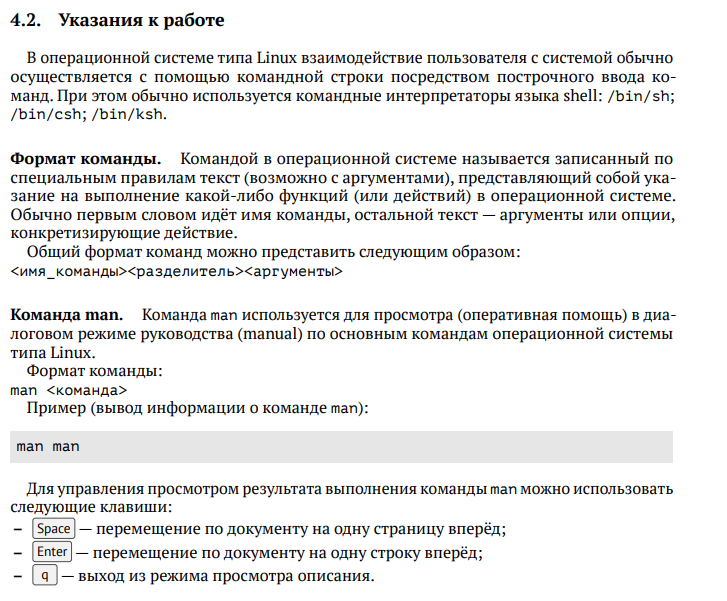 4.2. Указания к работе
В операционной системе типа Linux взаимодействие пользователя с системой обычно
осуществляется с помощью командной строки посредством построчного ввода ко-
манд. При этом обычно используется командные интерпретаторы языка shell: /bin/sh;
/bin/csh; /bin/ksh.
Формат команды. Командой в операционной системе называется записанный по
специальным правилам текст (возможно с аргументами), представляющий собой ука-
зание на выполнение какой-либо функций (или действий) в операционной системе.
Обычно первым словом идёт имя команды, остальной текст — аргументы или опции,
конкретизирующие действие.
Общий формат команд можно представить следующим образом:
<имя_команды><разделитель><аргументы>
Команда man. Команда man используется для просмотра (оперативная помощь) в диа-
логовом режиме руководства (manual) по основным командам операционной системы
типа Linux.
Формат команды:
man <команда>
Пример (вывод информации о команде man):
man man
Для управления просмотром результата выполнения команды man можно использовать
следующие клавиши:
– Space — перемещение по документу на одну страницу вперёд;
– Enter — перемещение по документу на одну строку вперёд;
– q — выход из режима просмотра описания.